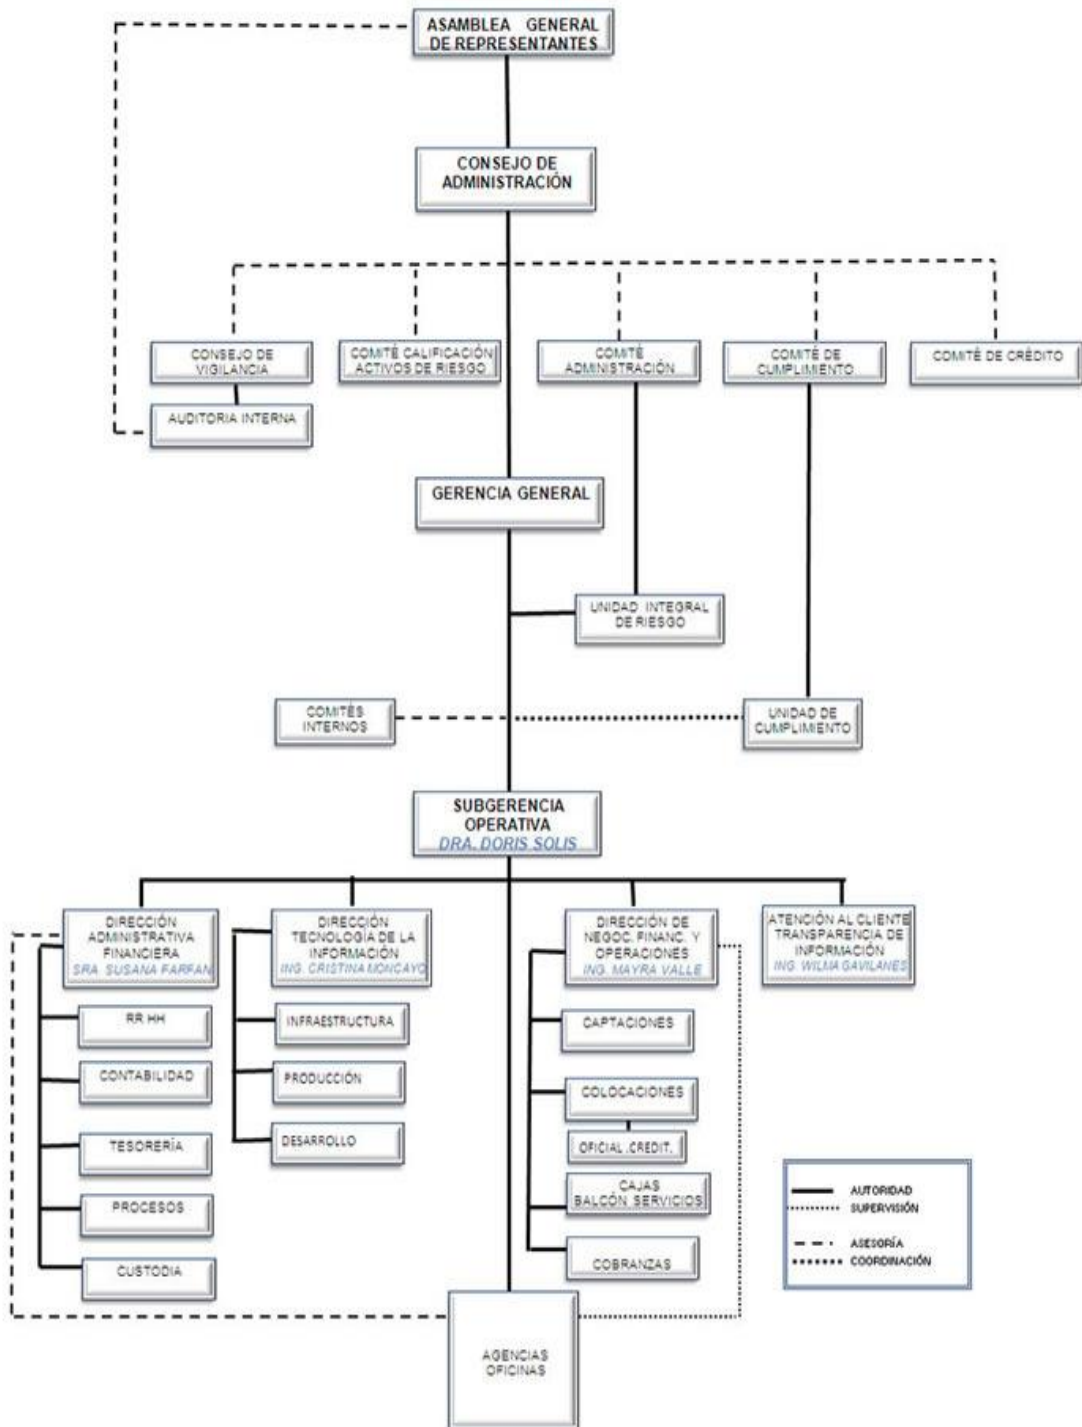 ASAMBLEA GENERAL
DE REPRESENTANTES
CONSEJO DE
ADMINISTRACIÓN
CONSEJO DE
VIGILANCIA
COMITÉ CALIFICACIÓN
ACTIVOS DE RIESGO
COMITÉ
ADMINISTRACIÓN
COMITÉ DE
CUMPLIMIENTO
COMITÉ DE CRÉDITO
AUDITORIA INTERNA
GERENCIA GENERAL
UNIDAD INTEGRAL
DE RIESGO
COMITÉS
INTERNOS
UNIDAD DE
CUMPLIMIENTO
SUBGERENCIA
OPERATIVA
DRA. DORIS SOLIS
DIRECCIÓN
ADMINISTRATIVA
FINANCIERA
SRA. SUSANA FARFAN
DIRECCIÓN
TECNOLOGÍA DE LA
INFORMACIÓN
ING. CRISTINA MONCAYO
DIRECCIÓN DE
NEGOC. FINANC. Y
OPERACIONES
ING. MAYRA VALLE
ATENCIÓN AL CLIENTE
TRANSPARENCIA DE
INFORMACIÓN
ING. WILMA GAVILANES
RR.HH
CONTABILIDAD
TESORERÍA
PROCESOS
CUSTODIA
INFRAESTRUCTURA
PRODUCCIÓN
DESARROLLO
CAPTACIONES
COLOCACIONES
OFICIAL .CREDIT.
CAJAS
BALCÓN SERVICIOS
COBRANZAS
AUTORIDAD
SUPERVISIÓN
ASESORÍA
COORDINACIÓN
AGENCIAS
OFICINAS